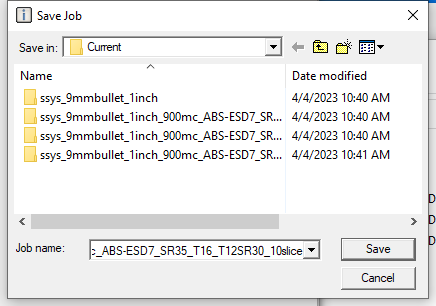 Save Job
Save in: Current
Name Date modified
ssys_9mmbullet_1inch 4/4/2023 10:40 AM
ssys_9mmbullet_1inch_900mc_ABS-ESD7_SR... 4/4/2023 10:40 AM
ssys_9mmbullet_1inch_900mc_ABS-ESD7_SR... 4/4/2023 10:40 AM
ssys_9mmbullet_1inch_900mc_ABS-ESD7_SR... 4/4/2023 10:41 AM
Job name: c_ABS-ESD7_SR35_T16_T12SR30_10slice Save
Cancel
D
D
D